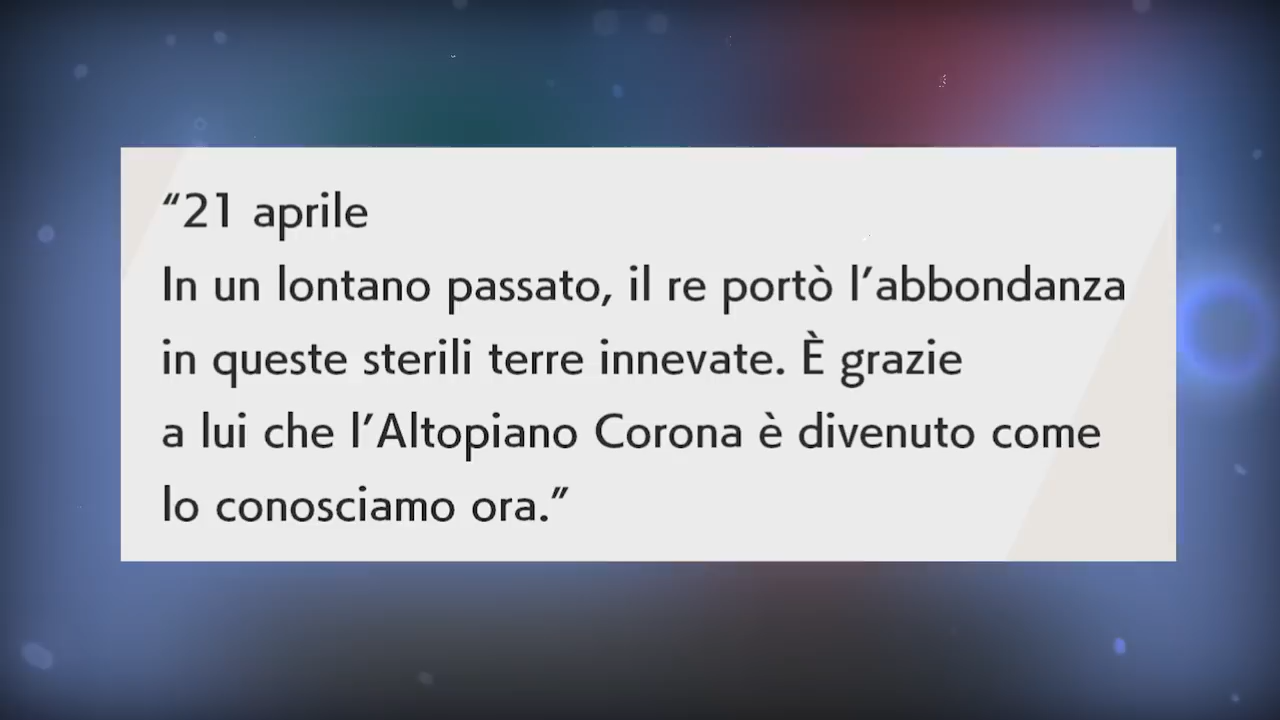 “21 aprile
In un lontano passato, il re portò l’abbondanza
in queste sterili terre innevate. È grazie
a lui che l’Altopiano Corona è divenuto come
lo conosciamo ora.”